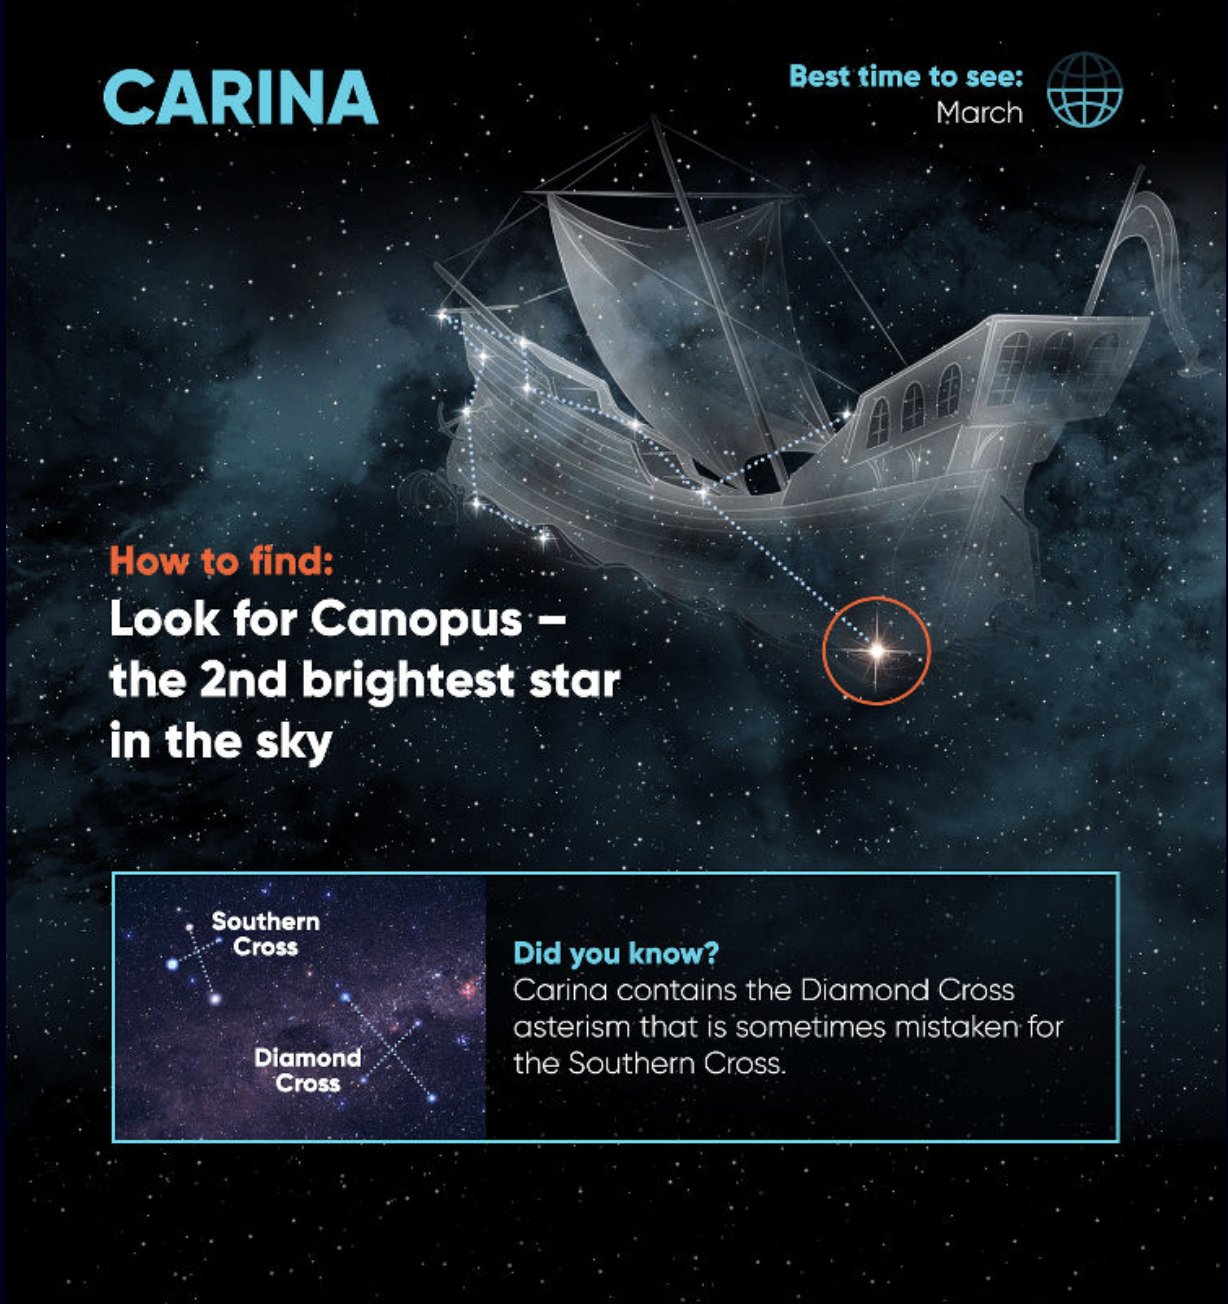 CARINA
Best time to see:
March
How to find:
Look for Canopus –
the 2nd brightest star
in the sky
Southern
Cross
Diamond
Cross
Did you know?
Carina contains the Diamond Cross
asterism that is sometimes mistaken for
the Southern Cross.